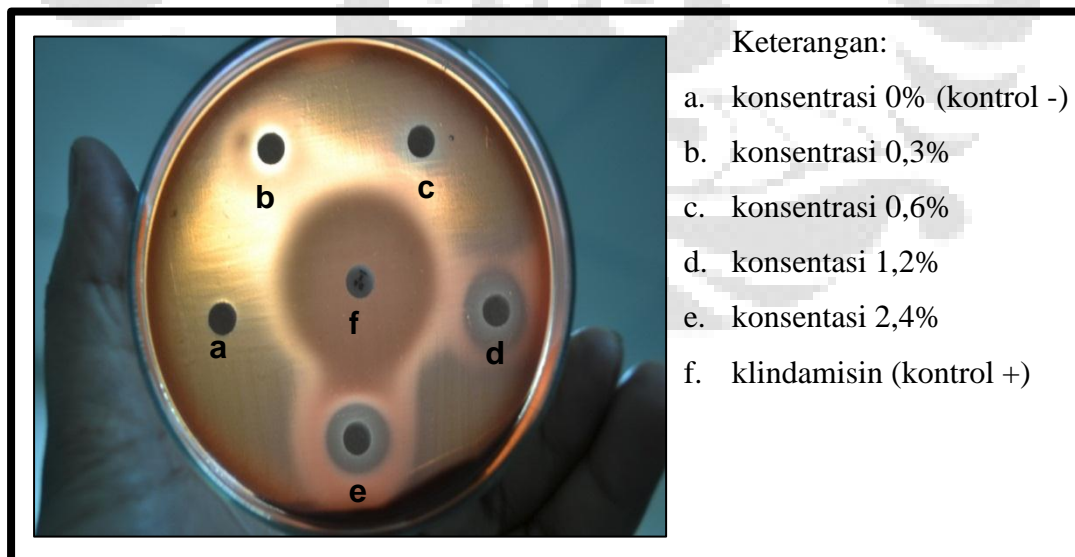 Keterangan:
a. konsentrasi 0% (kontrol -)
b. konsentrasi 0,3%
c. konsentrasi 0,6%
d. konsentasi 1,2%
e. konsentasi 2,4%
f. klindamisin (kontrol +)
b
c
f
a
d
e